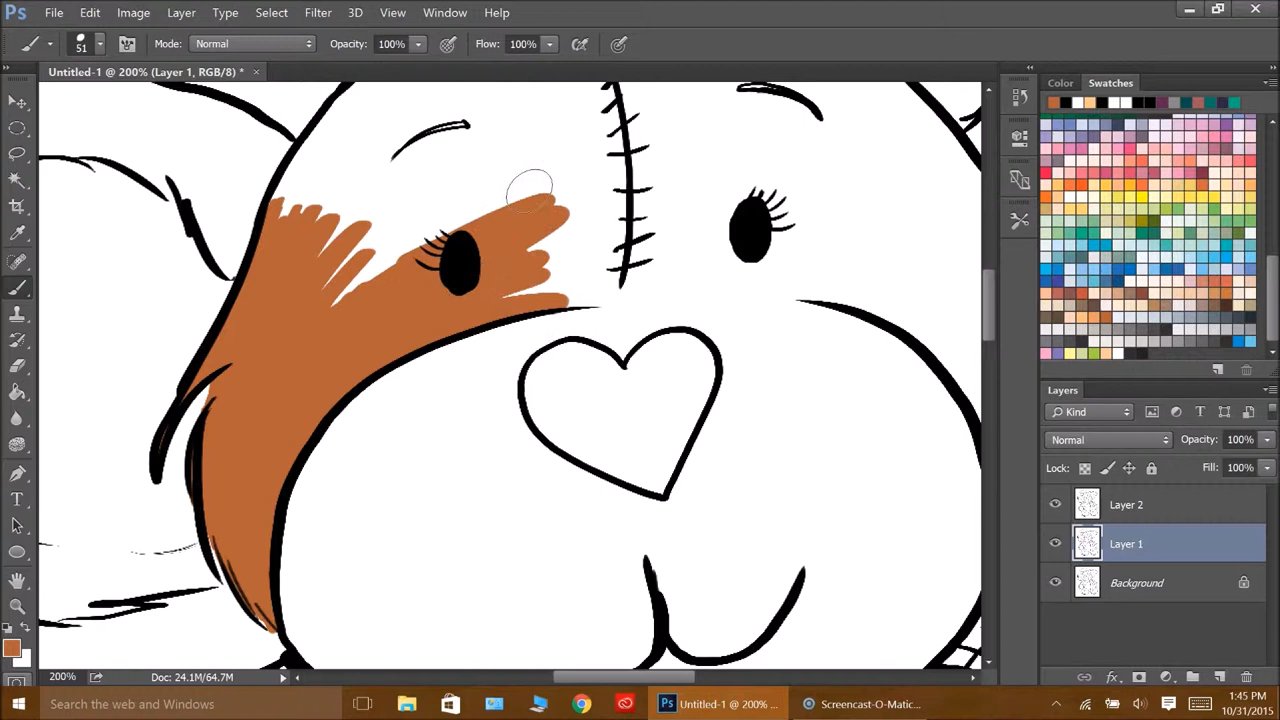 Ps File Edit Image Layer Type Select Filter 3D View Window Help
51 Mode: Normal Opacity: 100% Flow: 100%
Untitled-1 @ 200% (Layer 1, RGB/8) * ×
Color Swatches
Layers
Kind
Normal Opacity: 100%
Lock: Fill: 100%
Layer 2
Layer 1
Background
200% Doc: 24.1M/64.7M
Search the web and Windows
Ps Untitled-1 @ 200% ...
Screencast-O-Matic...
1:45 PM
10/31/2015